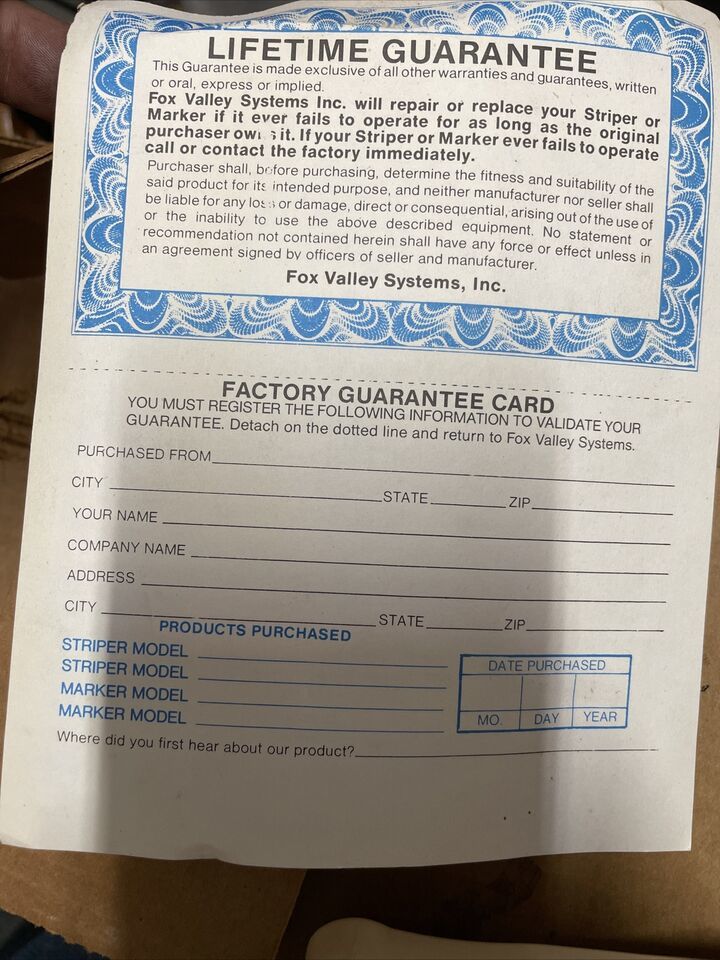 LIFETIME GUARANTEE
This Guarantee is made exclusive of all other warranties and guarantees, written
or oral, express or implied.
Fox Valley Systems Inc. will repair or replace your Striper or
Marker if it ever fails to operate for as long as the original
purchaser owns it. If your Striper or Marker ever fails to operate
call or contact the factory immediately.
Purchaser shall, before purchasing, determine the fitness and suitability of the
said product for its intended purpose, and neither manufacturer nor seller shall
be liable for any loss or damage, direct or consequential, arising out of the use of
or the inability to use the above described equipment. No statement or
recommendation not contained herein shall have any force or effect unless in
an agreement signed by officers of seller and manufacturer.
Fox Valley Systems, Inc.
FACTORY GUARANTEE CARD
YOU MUST REGISTER THE FOLLOWING INFORMATION TO VALIDATE YOUR
GUARANTEE. Detach on the dotted line and return to Fox Valley Systems.
PURCHASED FROM
CITY STATE ZIP
YOUR NAME
COMPANY NAME
ADDRESS
CITY STATE ZIP
PRODUCTS PURCHASED
STRIPER MODEL
STRIPER MODEL
MARKER MODEL
MARKER MODEL
DATE PURCHASED
MO. DAY YEAR
Where did you first hear about our product?